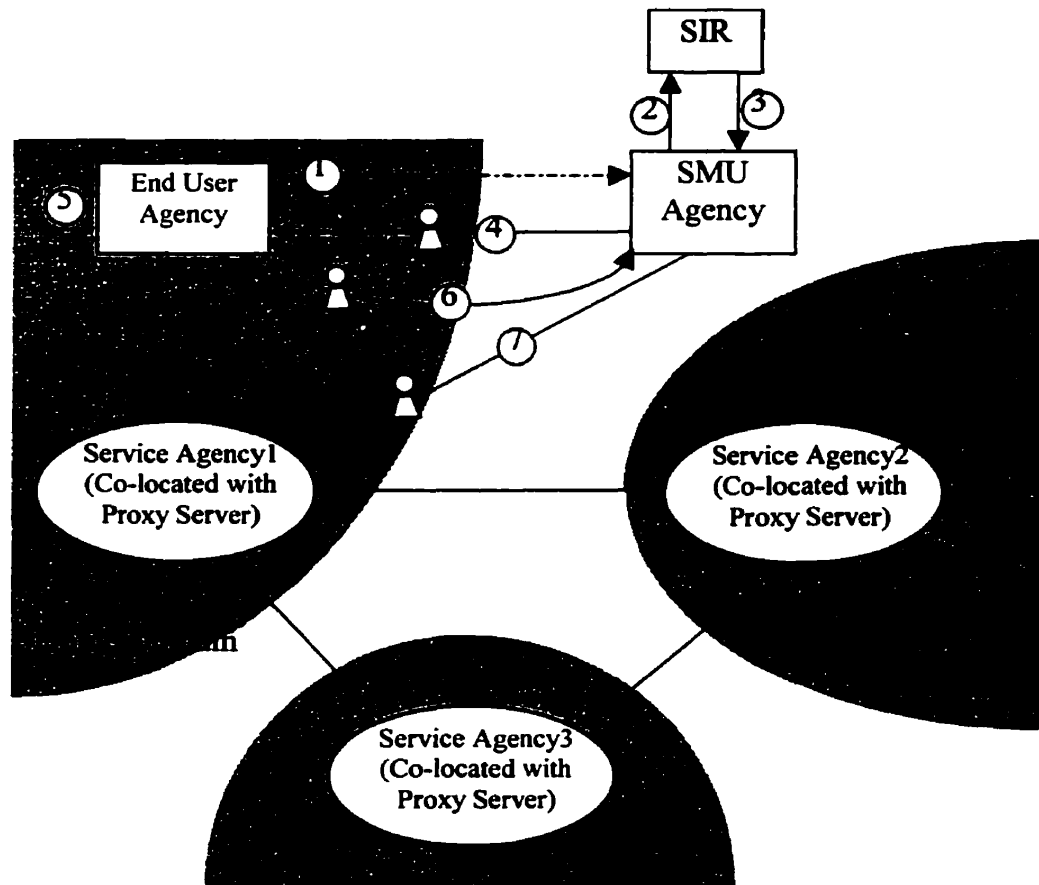 SIR
2
3
1
5
End User
Agency
SMU
Agency
4
6
7
Service Agency1
(Co-located with
Proxy Server)
Service Agency2
(Co-located with
Proxy Server)
Service Agency3
(Co-located with
Proxy Server)